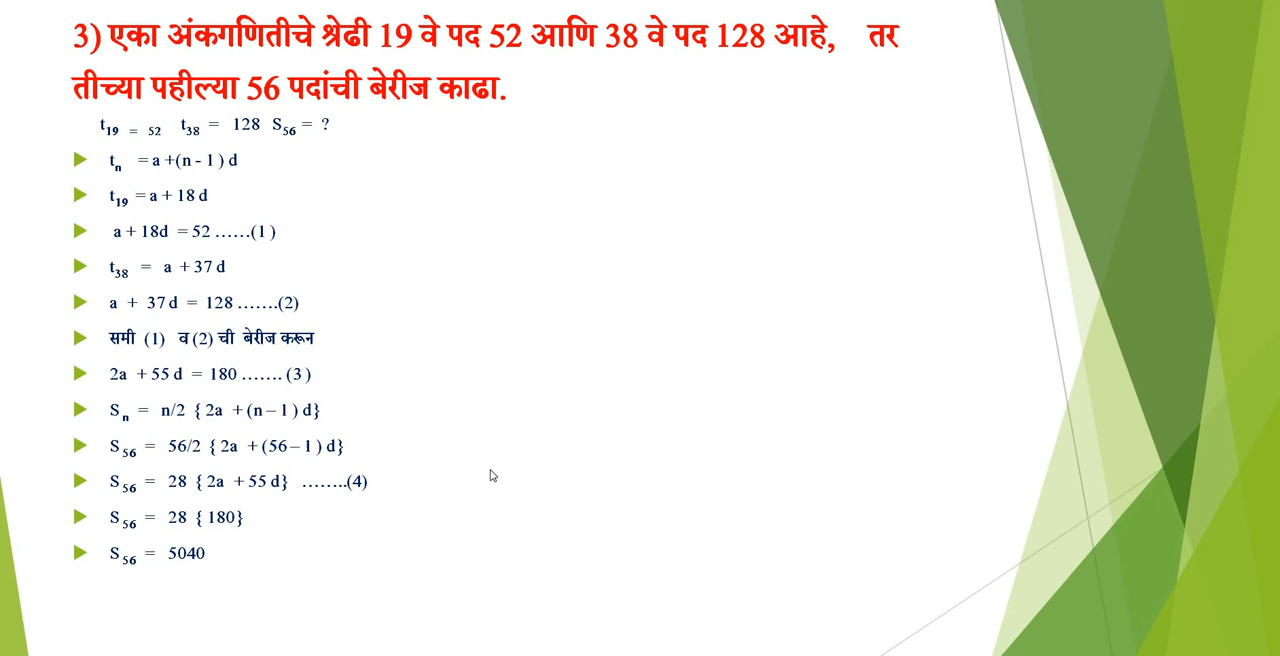 3) एका अंकगणितीचे श्रेढी 19 वे पद 52 आणि 38 वे पद 128 आहे, तर
तीच्या पहील्या 56 पदांची बेरीज काढा.
t19 = 52 t38 = 128 S56 = ?
tn = a +(n - 1 ) d
t19 = a + 18 d
a + 18d = 52 ……(1 )
t38 = a + 37 d
a + 37 d = 128 …….(2)
समी (1) व (2) ची बेरीज करून
2a + 55 d = 180 ……. (3 )
Sn = n/2 { 2a + (n – 1 ) d}
S56 = 56/2 { 2a + (56 – 1 ) d}
S56 = 28 { 2a + 55 d} ……..(4)
S56 = 28 { 180}
S56 = 5040